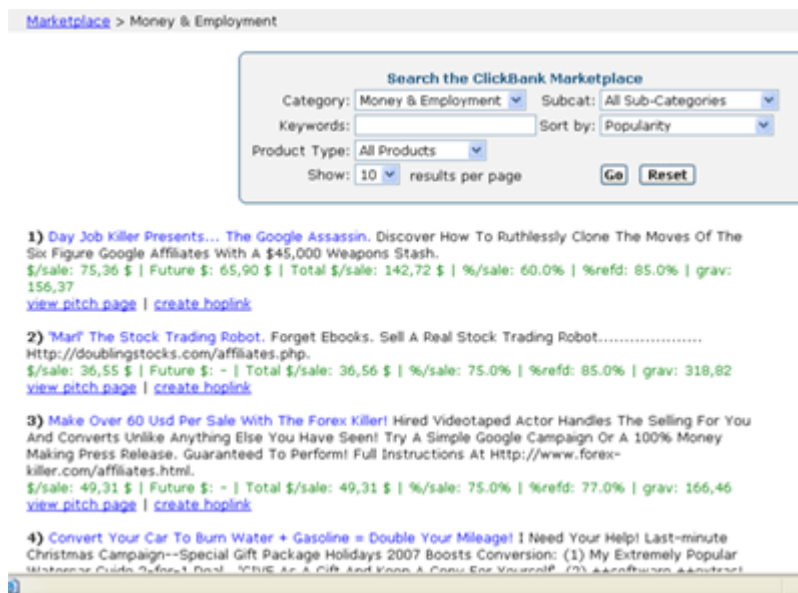 Marketplace > Money & Employment
Search the ClickBank Marketplace
Category: Money & Employment Subcat: All Sub-Categories
Keywords: Sort by: Popularity
Product Type: All Products
Show: 10 results per page Go Reset
1) Day Job Killer Presents... The Google Assassin. Discover How To Ruthlessly Clone The Moves Of The
Six Figure Google Affiliates With A $45,000 Weapons Stash.
$/sale: 75,36 $ | Future $: 65,90 $ | Total $/sale: 142,72 $ | %/sale: 60.0% | %refd: 85.0% | grav:
156,37
view pitch page | create hoplink
2) "Marl" The Stock Trading Robot. Forget Ebooks. Sell A Real Stock Trading Robot.....................
Http://doublingstocks.com/affiliates.php.
$/sale: 36,55 $ | Future $: - | Total $/sale: 36,56 $ | %/sale: 75.0% | %refd: 85.0% | grav: 318,82
view pitch page | create hoplink
3) Make Over 60 Usd Per Sale With The Forex Killer! Hired Videotaped Actor Handles The Selling For You
And Converts Unlike Anything Else You Have Seen! Try A Simple Google Campaign Or A 100% Money
Making Press Release. Guaranteed To Perform! Full Instructions At Http://www.forex-
killer.com/affiliates.html.
$/sale: 49,31 $ | Future $: - | Total $/sale: 49,31 $ | %/sale: 75.0% | %refd: 77.0% | grav: 166,46
view pitch page | create hoplink
4) Convert Your Car To Burn Water + Gasoline = Double Your Mileage! I Need Your Help! Last-minute
Christmas Campaign--Special Gift Package Holidays 2007 Boosts Conversion: (1) My Extremely Popular
Watercar Guide 2-for-1 Deal